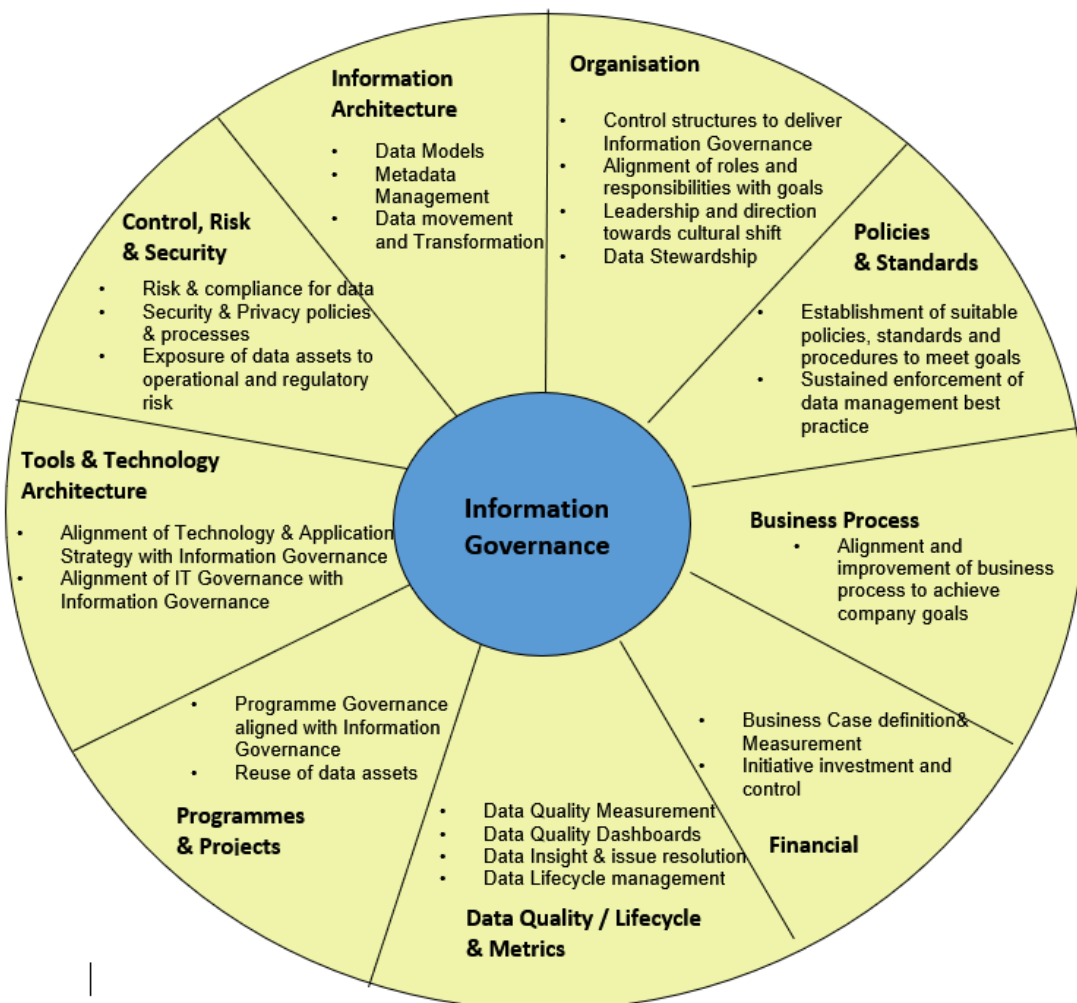 Information
Architecture
• Data Models
• Metadata
Management
• Data movement
and Transformation
Organisation
• Control structures to deliver
Information Governance
• Alignment of roles and
responsibilities with goals
• Leadership and direction
towards cultural shift
• Data Stewardship
Policies
& Standards
• Establishment of suitable
policies, standards and
procedures to meet goals
• Sustained enforcement of
data management best
practice
Business Process
• Alignment and
improvement of business
process to achieve
company goals
• Business Case definition&
Measurement
• Initiative investment and
control
Financial
• Data Quality Measurement
• Data Quality Dashboards
• Data Insight & issue resolution
• Data Lifecycle management
Data Quality / Lifecycle
& Metrics
• Programme Governance
aligned with Information
Governance
• Reuse of data assets
Programmes
& Projects
Tools & Technology
Architecture
• Alignment of Technology & Application
Strategy with Information Governance
• Alignment of IT Governance with
Information Governance
Control, Risk
& Security
• Risk & compliance for data
• Security & Privacy policies
& processes
• Exposure of data assets to
operational and regulatory
risk
Information
Governance